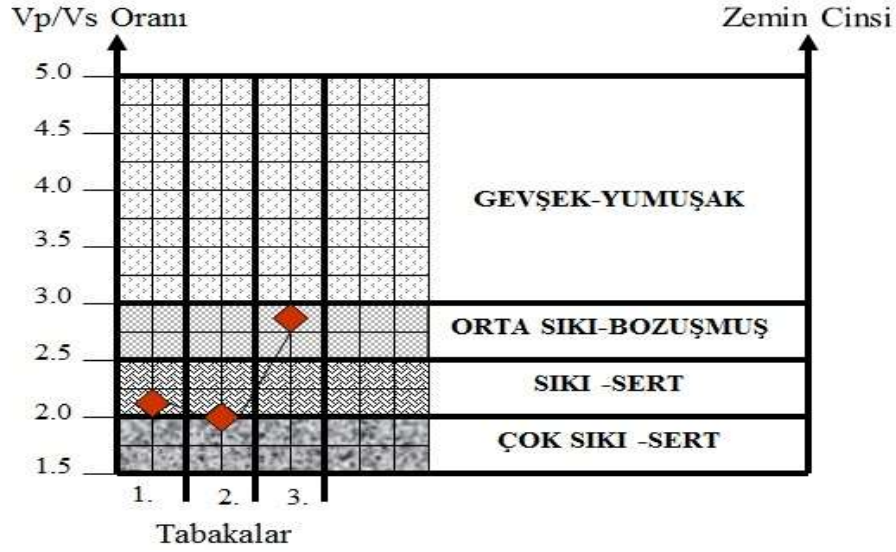 Vp/Vs Oranı
Zemin Cinsi
5.0
4.5
4.0
GEVŞEK-YUMUŞAK
3.5
3.0
ORTA SIKI-BOZUŞMUŞ
2.5
SIKI -SERT
2.0
ÇOK SIKI -SERT
1.5
1. 2. 3.
Tabakalar